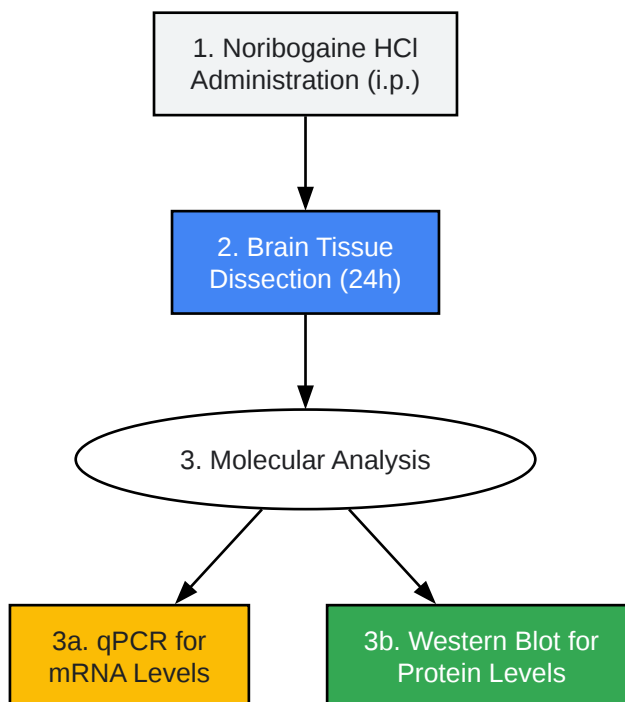 1. Noribogaine HCl
Administration (i.p.)
2. Brain Tissue
Dissection (24h)
3. Molecular Analysis
3a. qPCR for
mRNA Levels
3b. Western Blot for
Protein Levels